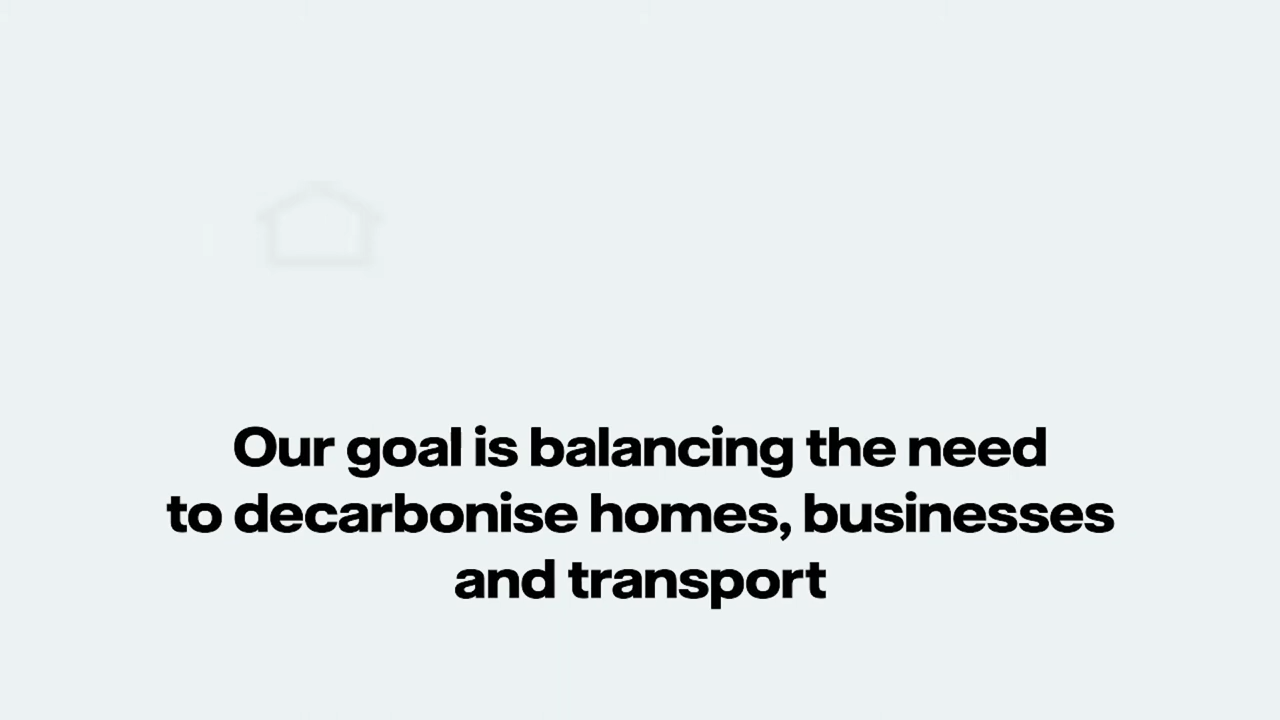 Our goal is balancing the need
to decarbonise homes, businesses
and transport